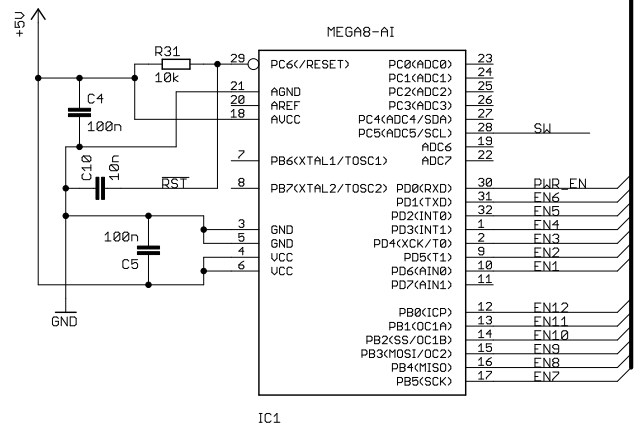 +5V
MEGA8-AI
R31
10k
29 PC6(/RESET) PC0(ADC0) 23
PC1(ADC1) 24
21 AGND PC2(ADC2) 25
20 AREF PC3(ADC3) 26
18 AVCC PC4(ADC4/SDA) 27
PC5(ADC5/SCL) 28 SW
ADC6 19
7 PB6(XTAL1/TOSC1) ADC7 22
C4
100n
C10
10n
RST
8 PB7(XTAL2/TOSC2) PD0(RXD) 30 PWR_EN
PD1(TXD) 31 EN6
PD2(INT0) 32 EN5
3 GND PD3(INT1) 1 EN4
5 GND PD4(XCK/T0) 2 EN3
4 VCC PD5(T1) 9 EN2
6 VCC PD6(AIN0) 10 EN1
PD7(AIN1) 11
100n
C5
GND
PB0(ICP) 12 EN12
PB1(OC1A) 13 EN11
PB2(SS/OC1B) 14 EN10
PB3(MOSI/OC2) 15 EN9
PB4(MISO) 16 EN8
PB5(SCK) 17 EN7
IC1